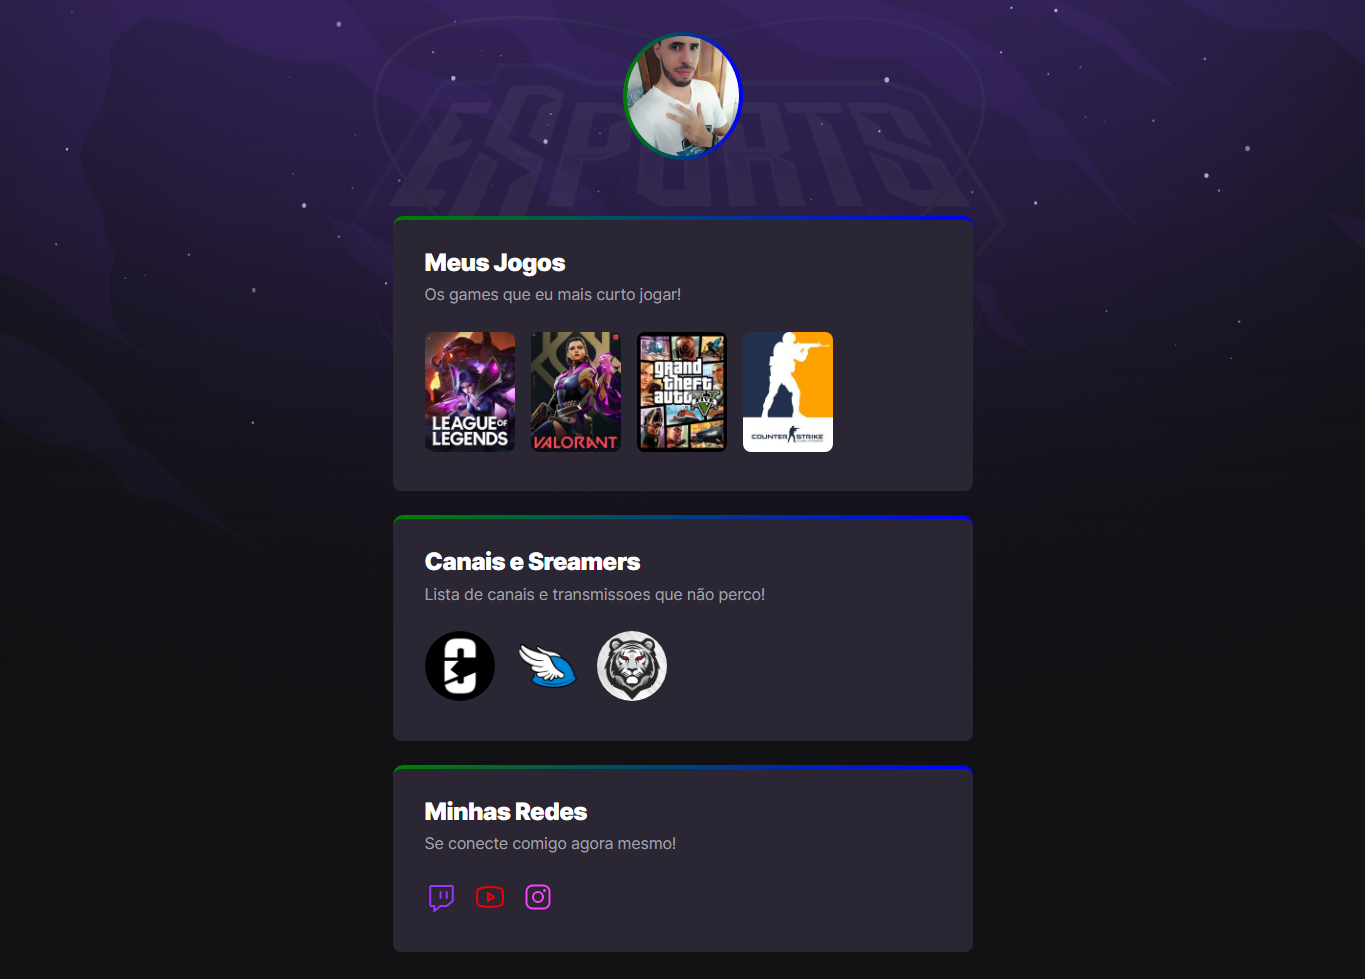 ESPORTS
Meus Jogos
Os games que eu mais curto jogar!
LEAGUE OF
LEGENDS
VALORANT
grand
theft
auto
V
COUNTER STRIKE
Canais e Sreamers
Lista de canais e transmissoes que não perco!
Minhas Redes
Se conecte comigo agora mesmo!